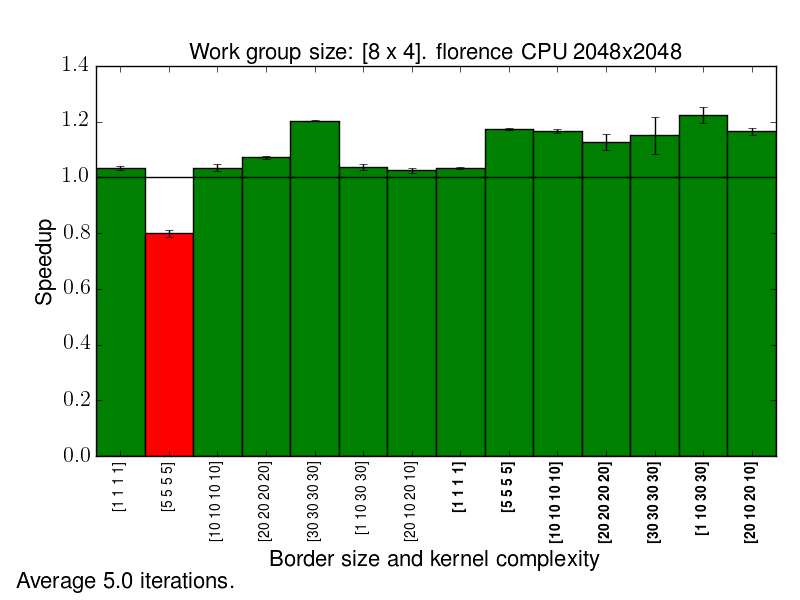 Work group size: [8 x 4]. florence CPU 2048x2048
1.4
1.2
1.0
0.8
0.6
0.4
0.2
0.0
Speedup
[1 1 1 1]
[5 5 5 5]
[10 10 10 10]
[20 20 20 20]
[30 30 30 30]
[1 10 30 30]
[20 10 20 10]
[1 1 1 1]
[5 5 5 5]
[10 10 10 10]
[20 20 20 20]
[30 30 30 30]
[1 10 30 30]
[20 10 20 10]
Border size and kernel complexity
Average 5.0 iterations.